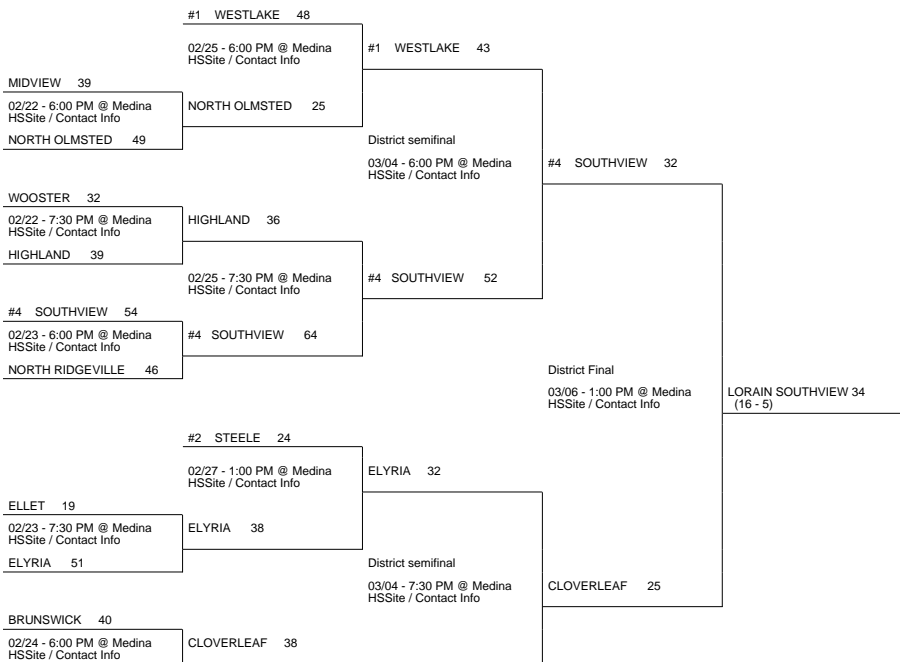 #1 WESTLAKE 48
02/25 - 6:00 PM @ Medina
HSSite / Contact Info
#1 WESTLAKE 43
MIDVIEW 39
02/22 - 6:00 PM @ Medina
HSSite / Contact Info
NORTH OLMSTED 25
NORTH OLMSTED 49
District semifinal
03/04 - 6:00 PM @ Medina
HSSite / Contact Info
#4 SOUTHVIEW 32
WOOSTER 32
02/22 - 7:30 PM @ Medina
HSSite / Contact Info
HIGHLAND 36
HIGHLAND 39
02/25 - 7:30 PM @ Medina
HSSite / Contact Info
#4 SOUTHVIEW 52
#4 SOUTHVIEW 54
02/23 - 6:00 PM @ Medina
HSSite / Contact Info
#4 SOUTHVIEW 64
NORTH RIDGEVILLE 46
District Final
03/06 - 1:00 PM @ Medina
HSSite / Contact Info
LORAIN SOUTHVIEW 34
(16 - 5)
#2 STEELE 24
02/27 - 1:00 PM @ Medina
HSSite / Contact Info
ELYRIA 32
ELLET 19
02/23 - 7:30 PM @ Medina
HSSite / Contact Info
ELYRIA 38
ELYRIA 51
District semifinal
03/04 - 7:30 PM @ Medina
HSSite / Contact Info
CLOVERLEAF 25
BRUNSWICK 40
02/24 - 6:00 PM @ Medina
HSSite / Contact Info
CLOVERLEAF 38